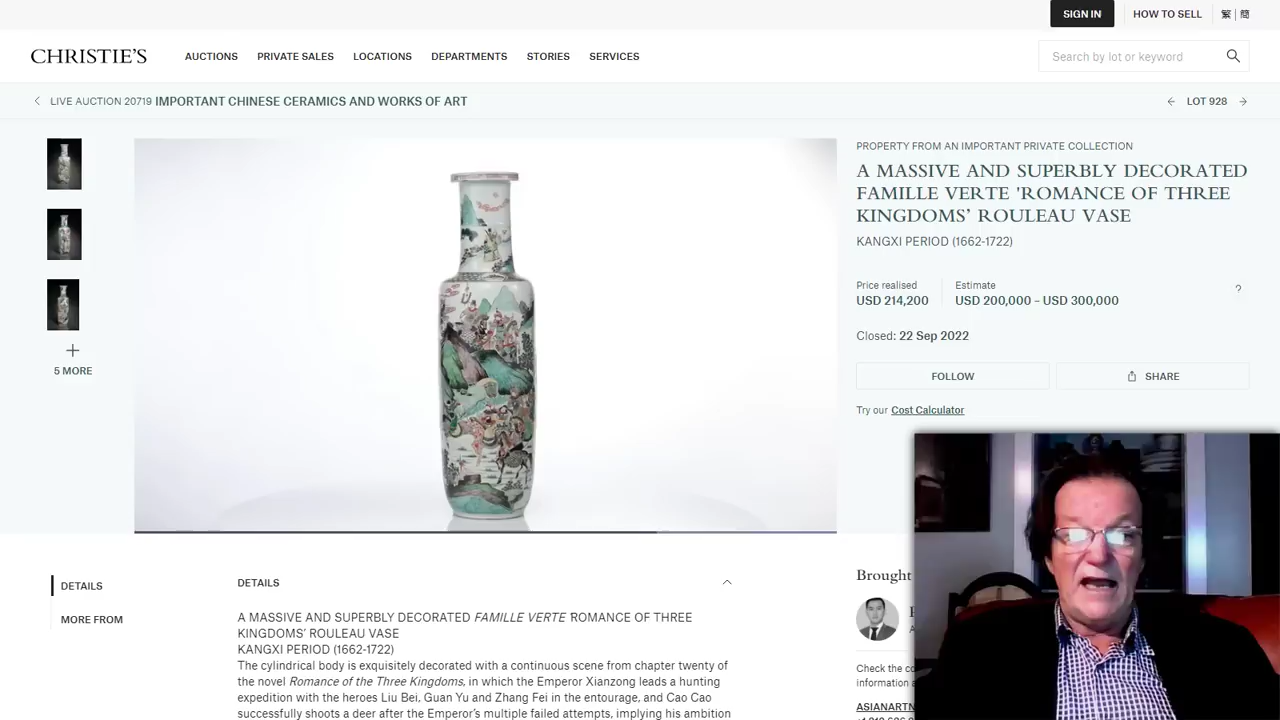 SIGN IN
HOW TO SELL
繁 | 簡
CHRISTIE'S
AUCTIONS
PRIVATE SALES
LOCATIONS
DEPARTMENTS
STORIES
SERVICES
Search by lot or keyword
LIVE AUCTION 20719 IMPORTANT CHINESE CERAMICS AND WORKS OF ART
LOT 928
5 MORE
PROPERTY FROM AN IMPORTANT PRIVATE COLLECTION
A MASSIVE AND SUPERBLY DECORATED
FAMILLE VERTE 'ROMANCE OF THREE
KINGDOMS' ROULEAU VASE
KANGXI PERIOD (1662-1722)
Price realised
USD 214,200
Estimate
USD 200,000 – USD 300,000
Closed: 22 Sep 2022
FOLLOW
SHARE
Try our Cost Calculator
DETAILS
MORE FROM
DETAILS
A MASSIVE AND SUPERBLY DECORATED FAMILLE VERTE 'ROMANCE OF THREE
KINGDOMS' ROULEAU VASE
KANGXI PERIOD (1662-1722)
The cylindrical body is exquisitely decorated with a continuous scene from chapter twenty of
the novel Romance of the Three Kingdoms, in which the Emperor Xianzong leads a hunting
expedition with the heroes Liu Bei, Guan Yu and Zhang Fei in the entourage, and Cao Cao
successfully shoots a deer after the Emperor's multiple failed attempts, implying his ambition
Brought
Check the
information